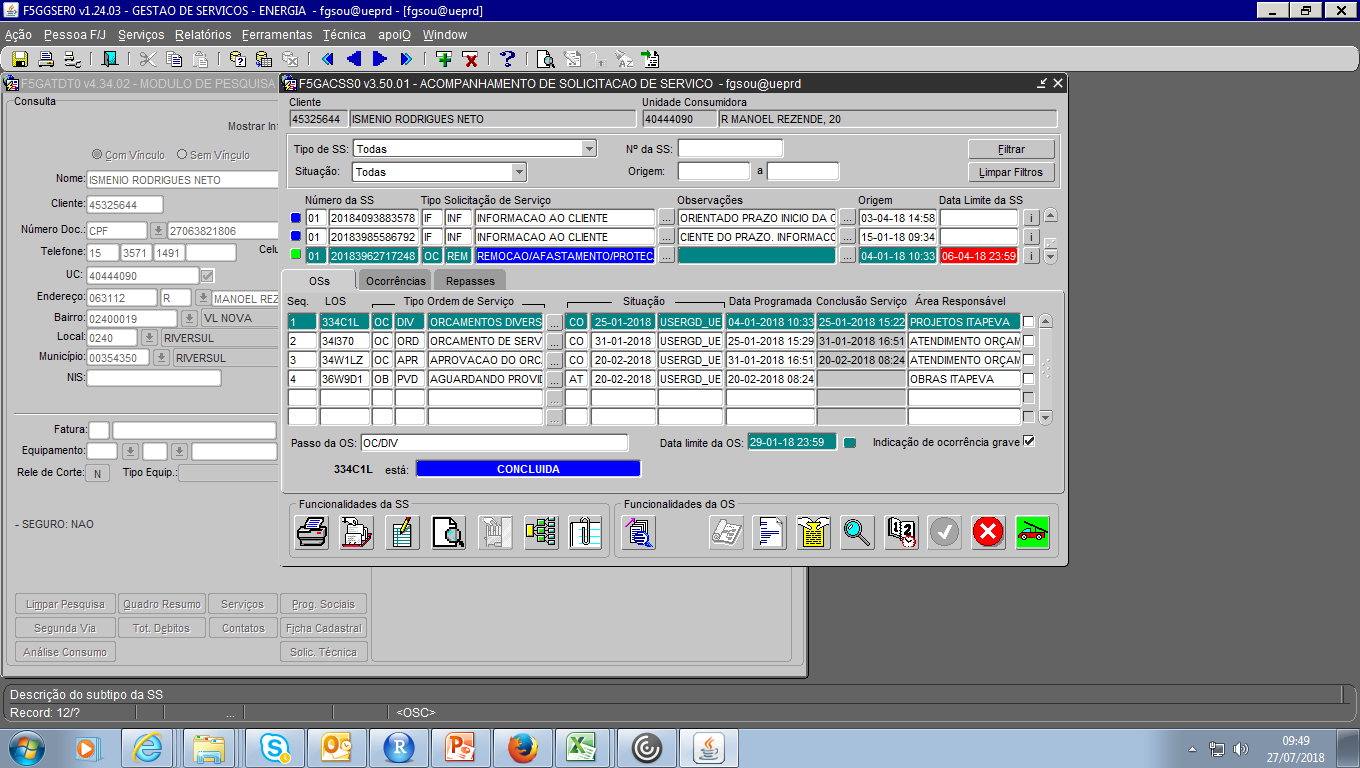 F5GGSER0 v1.24.03 - GESTAO DE SERVICOS - ENERGIA - fgsou@ueprd - [fgsou@ueprd]
Ação Pessoa F/J Serviços Relatórios Ferramentas Técnica apoiQ Window
F5GATDT0 v4.34.02 - MODULO DE PESQUISA
Consulta
Mostrar In
Com Vínculo Sem Vínculo
Nome: ISMENIO RODRIGUES NETO
Cliente: 45325644
Número Doc.: CPF 27063821806
Telefone: 15 3571 1491 Celu
UC: 40444090
Endereço: 063112 R MANOEL REZ
Bairro: 02400019 VL NOVA
Local: 0240 RIVERSUL
Município: 00354350 RIVERSUL
NIS:
Fatura:
Equipamento:
Rele de Corte: N Tipo Equip.:
- SEGURO: NAO
Limpar Pesquisa Quadro Resumo Serviços Prog. Sociais
Segunda Via Tot. Debitos Contatos Ficha Cadastral
Análise Consumo Solic. Técnica
F5GACSS0 v3.50.01 - ACOMPANHAMENTO DE SOLICITACAO DE SERVICO - fgsou@ueprd
Cliente Unidade Consumidora
45325644 ISMENIO RODRIGUES NETO 40444090 R MANOEL REZENDE, 20
Tipo de SS: Todas Nº da SS: Filtrar
Situação: Todas Origem: a Limpar Filtros
Número da SS Tipo Solicitação de Serviço Observações Origem Data Limite da SS
01 20184093883578 IF INF INFORMACAO AO CLIENTE ... ORIENTADO PRAZO INICIO DA C ... 03-04-18 14:58 i
01 20183985586792 IF INF INFORMACAO AO CLIENTE ... CIENTE DO PRAZO. INFORMACC ... 15-01-18 09:34 i
01 20183962717248 OC REM REMOCAO/AFASTAMENTO/PROTEC ... ... 04-01-18 10:33 06-04-18 23:59 i
OSs Ocorrências Repasses
Seq. LOS Tipo Ordem de Serviço Situação Data Programada Conclusão Serviço Área Responsável
1 334C1L OC DIV ORCAMENTOS DIVERS ... CO 25-01-2018 USERGD_UE 04-01-2018 10:33 25-01-2018 15:22 PROJETOS ITAPEVA
2 34I370 OC ORD ORCAMENTO DE SERV ... CO 31-01-2018 USERGD_UE 25-01-2018 15:29 31-01-2018 16:51 ATENDIMENTO ORÇAM
3 34W1LZ OC APR APROVACAO DO ORC. ... CO 20-02-2018 USERGD_UE 31-01-2018 16:51 20-02-2018 08:24 ATENDIMENTO ORÇAM
4 36W9D1 OB PVD AGUARDANDO PROVID ... AT 20-02-2018 USERGD_UE 20-02-2018 08:24 OBRAS ITAPEVA
...
...
Passo da OS: OC/DIV Data limite da OS: 29-01-18 23:59 Indicação de ocorrência grave
334C1L está: CONCLUIDA
Funcionalidades da SS Funcionalidades da OS
Descrição do subtipo da SS
Record: 12/? ... <OSC>
09:49
27/07/2018